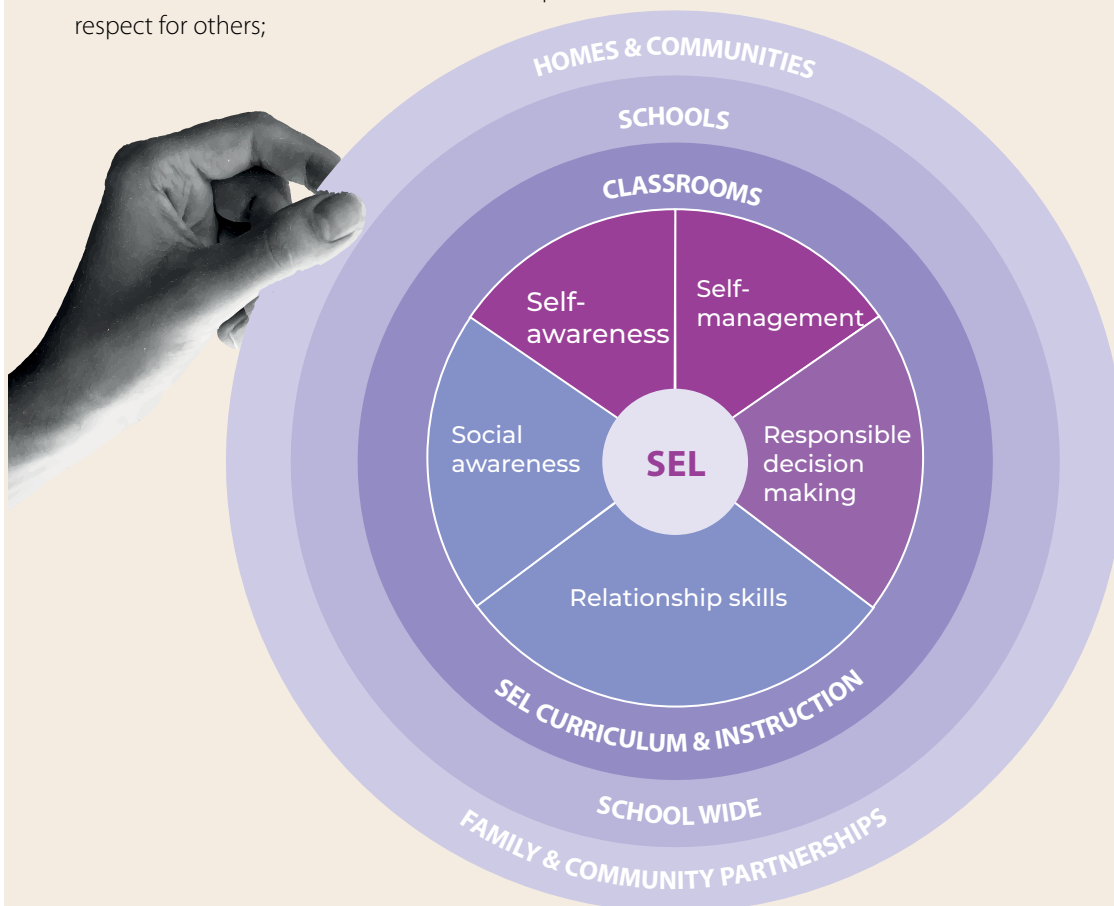 respect for others;
HOMES & COMMUNITIES
SCHOOLS
CLASSROOMS
Self-
awareness
Self-
management
Social
awareness
SEL
Responsible
decision
making
Relationship skills
SEL CURRICULUM & INSTRUCTION
SCHOOL WIDE
FAMILY & COMMUNITY PARTNERSHIPS